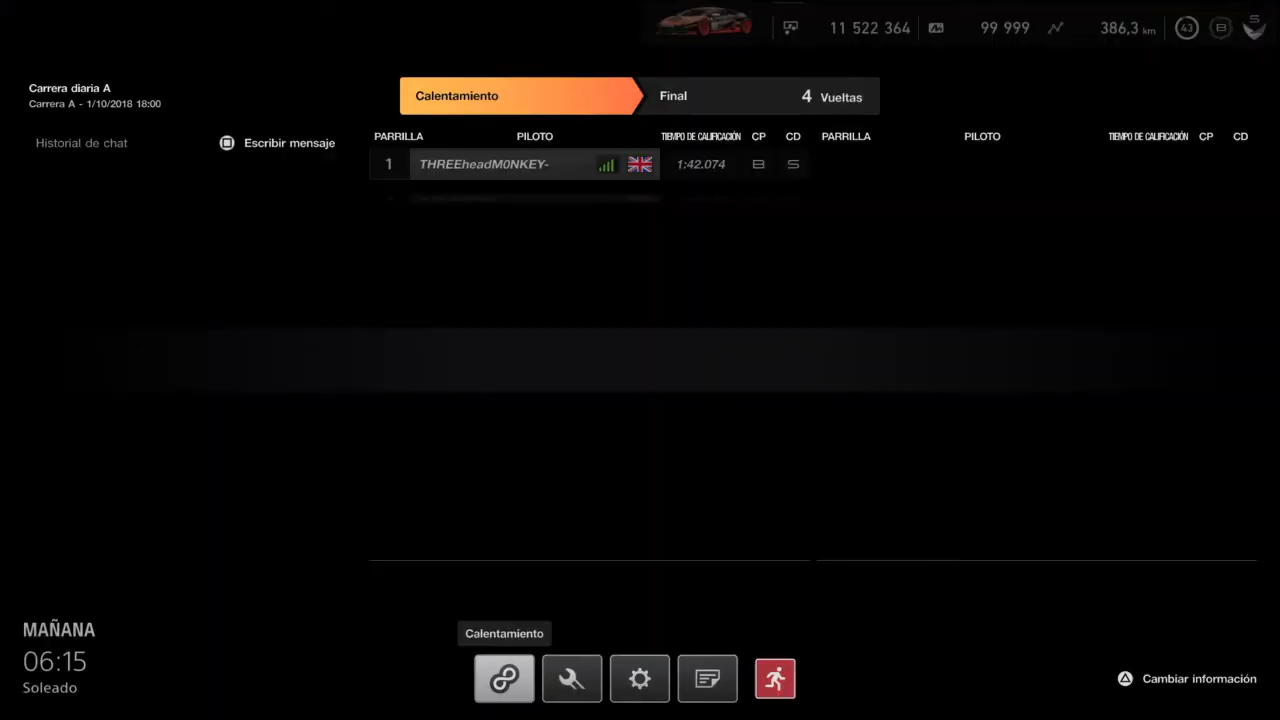 11 522 364
99 999
386,3 km
43
B
S
Carrera diaria A
Carrera A - 1/10/2018 18:00
Calentamiento
Final
4 Vueltas
Historial de chat
Escribir mensaje
PARRILLA PILOTO TIEMPO DE CALIFICACIÓN CP CD PARRILLA PILOTO TIEMPO DE CALIFICACIÓN CP CD
1 THREEheadM0NKEY- 1:42.074 B S
MAÑANA
06:15
Soleado
Calentamiento
Cambiar información